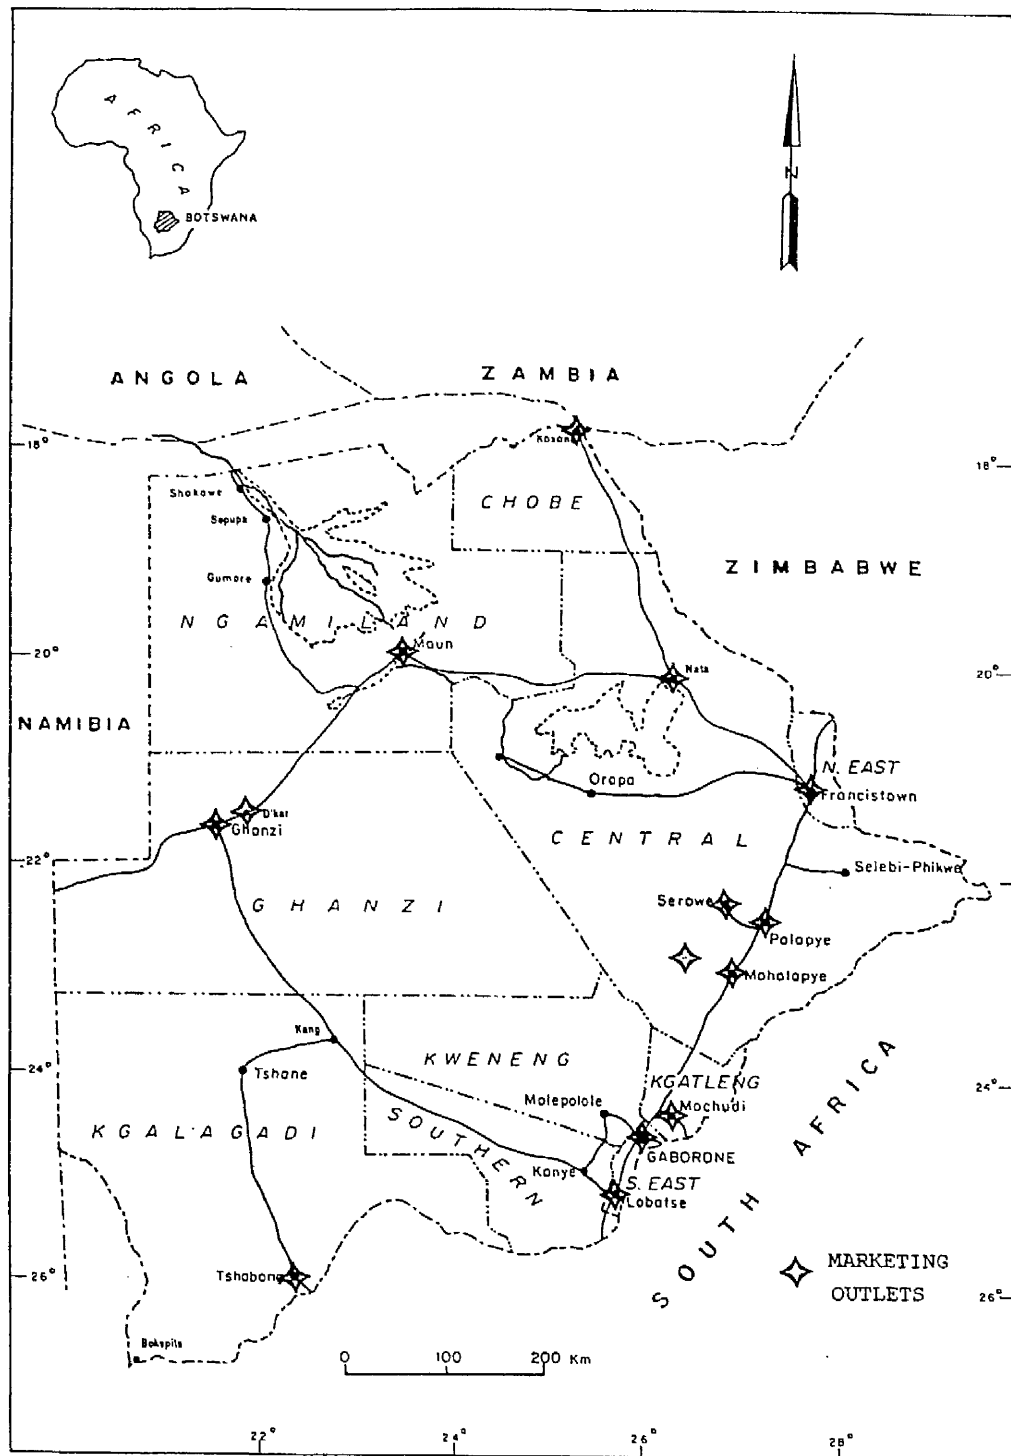 AFRICA
BOTSWANA
N
ANGOLA
ZAMBIA
18°
Kasane
18°
Shakawe
CHOBE
Sepupa
ZIMBABWE
Gumare
NGAMILAND
Maun
20°
Nata
20°
NAMIBIA
N. EAST
Orapa
Francistown
D'kar
Ghanzi
CENTRAL
22°
Selebi-Phikwe
GHANZI
Serowe
Palapye
Mahalapye
Kang
KWENENG
24°
Tshane
KGATLENG
24°
Molepolole
Mochudi
KGALAGADI
SOUTHERN
GABORONE
Kanye
S. EAST
Lobatse
SOUTH AFRICA
26°
Tshabong
MARKETING
OUTLETS
26°
Bokspits
0 100 200 Km
22° 24° 26° 28°